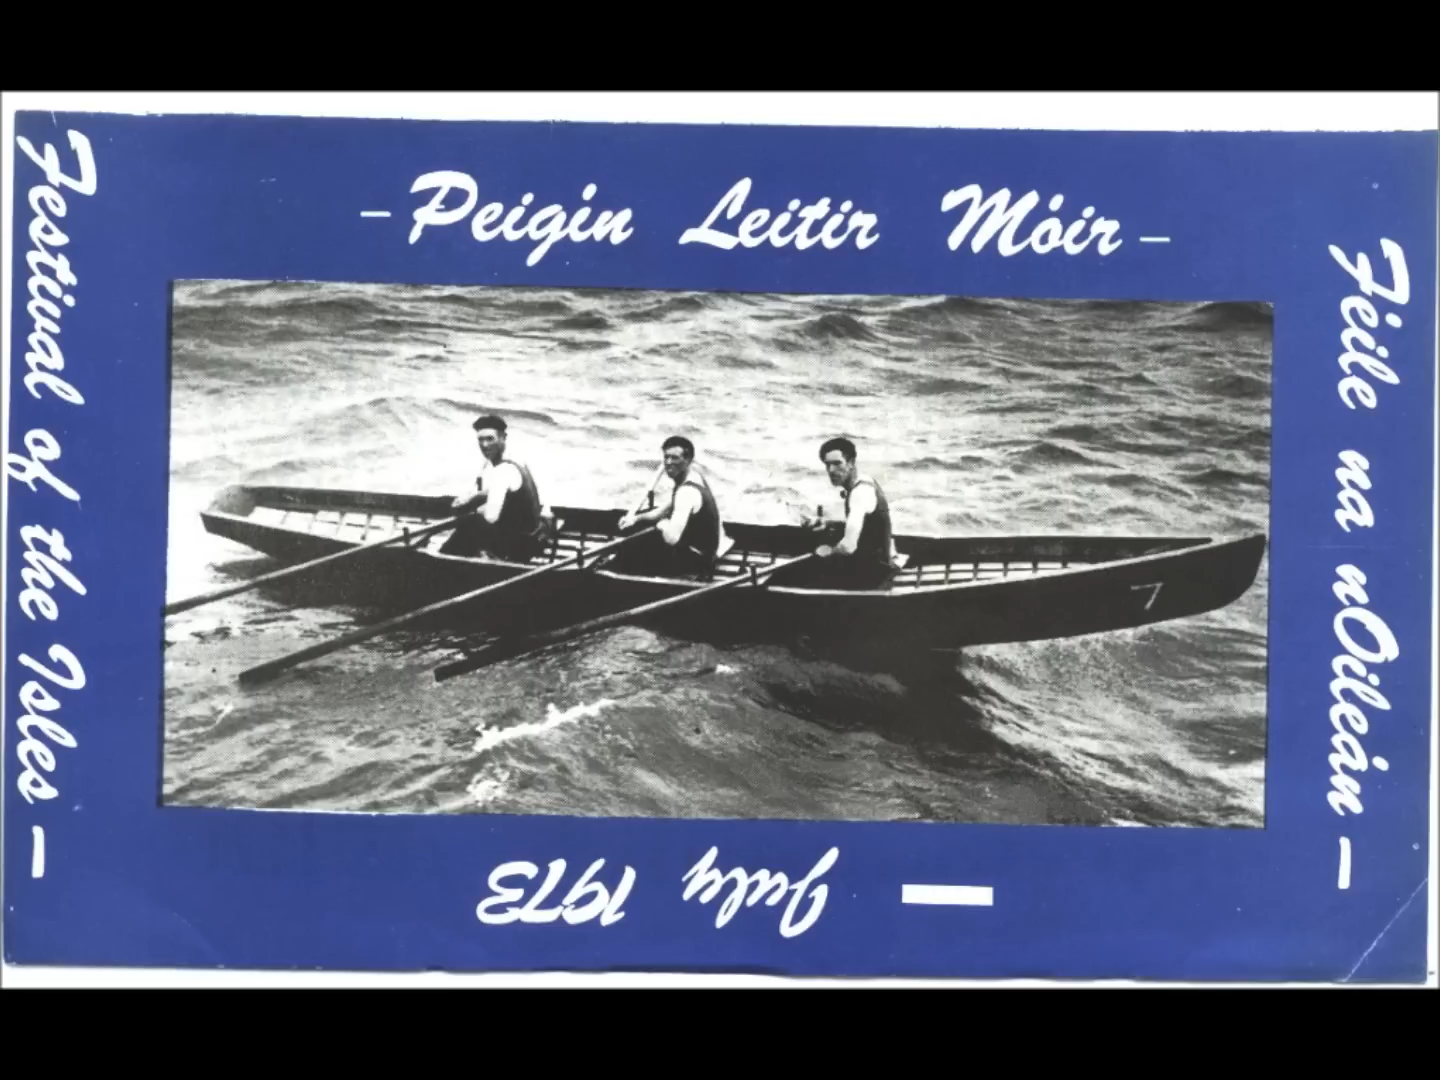 – Peigin Leitir Móir –
Féile na nOileán –
July 1973 –
Festival of the Isles –
7